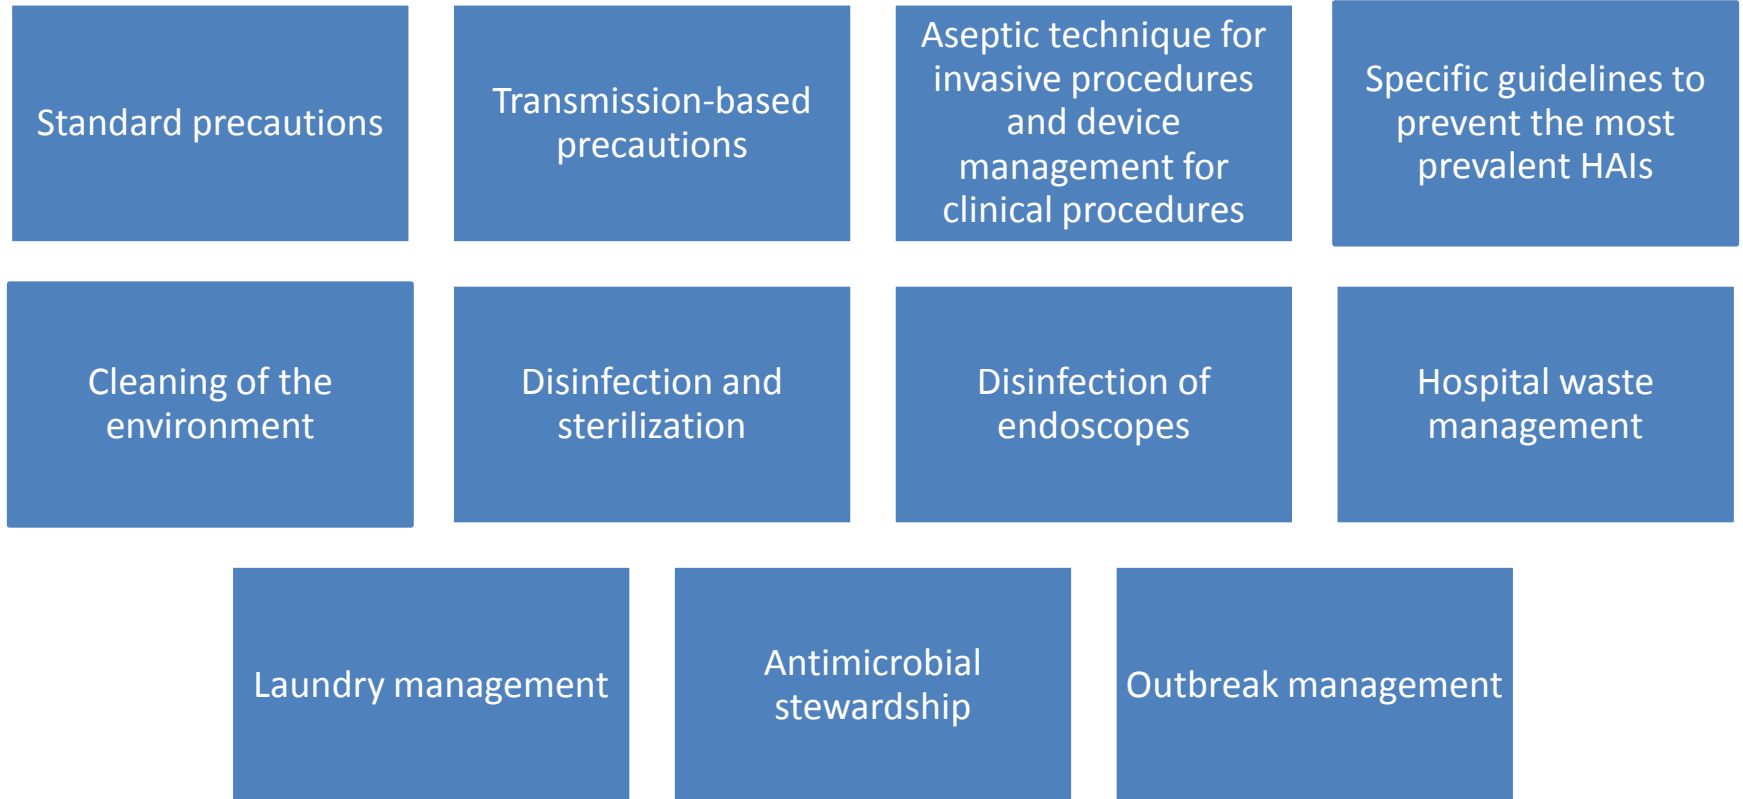 Standard precautions
Transmission-based
precautions
Aseptic technique for
invasive procedures
and device
management for
clinical procedures
Specific guidelines to
prevent the most
prevalent HAIs
Cleaning of the
environment
Disinfection and
sterilization
Disinfection of
endoscopes
Hospital waste
management
Laundry management
Antimicrobial
stewardship
Outbreak management